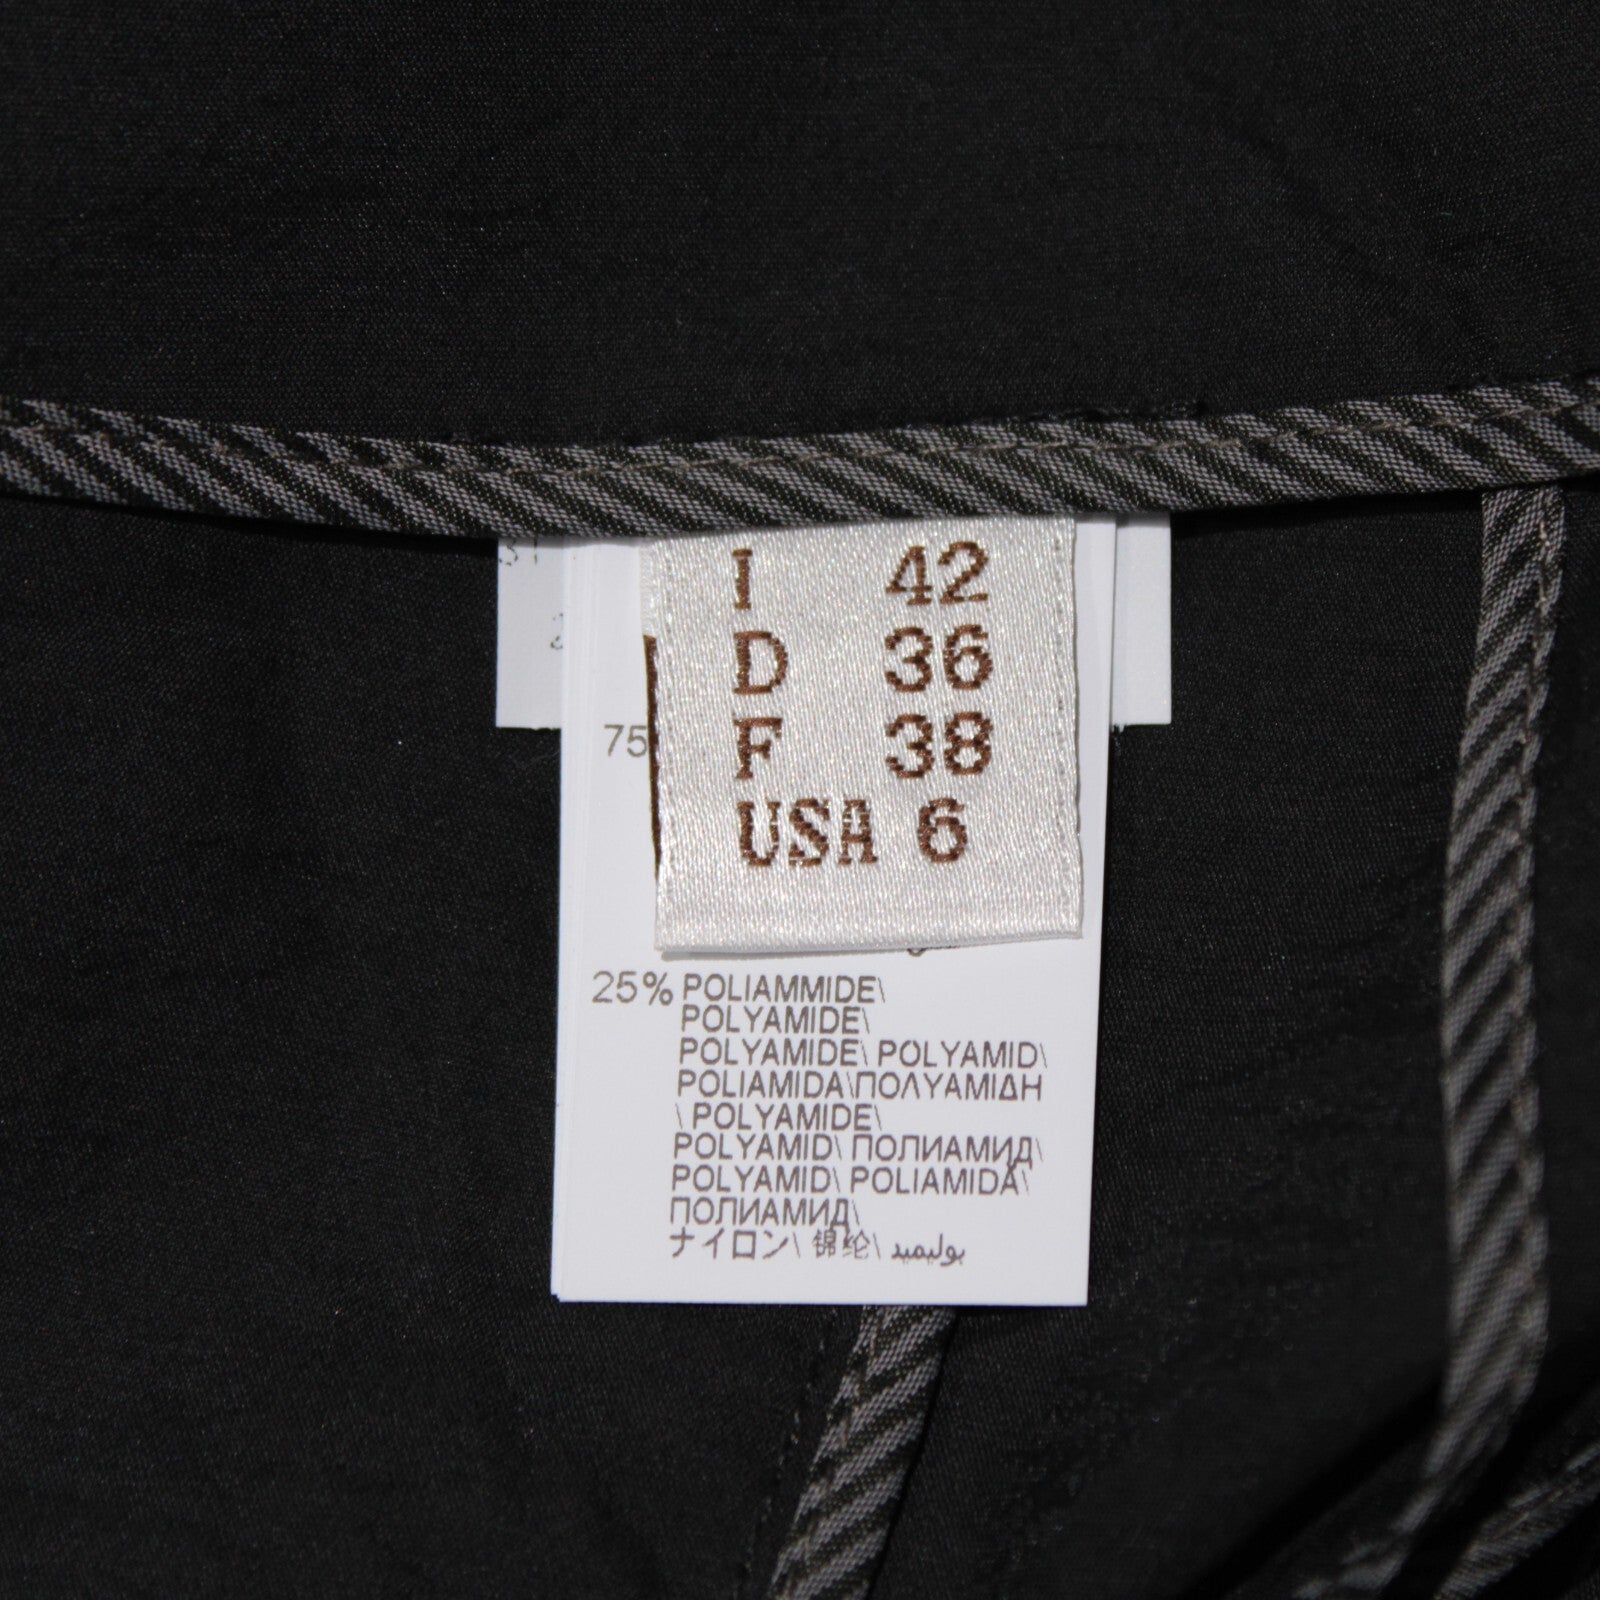 I 42
D 36
F 38
USA 6
75
25% POLIAMMIDE\
POLYAMIDE\
POLYAMIDE\ POLYAMID\
POLIAMIDA\ΠΟΛΥΑΜΙΔΗ
\ POLYAMIDE\
POLYAMID\ ПОЛИАМИД\
POLYAMID\ POLIAMIDA\
ПОЛИАМИД\
ナイロン\ 锦纶\ بوليميد